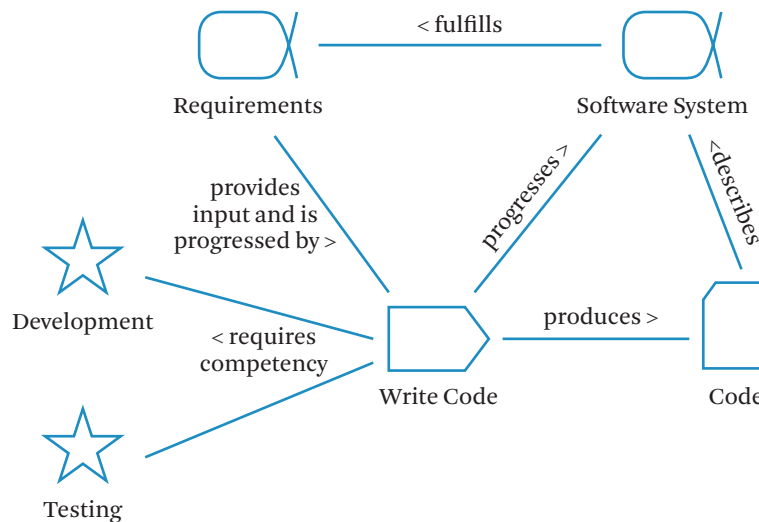 < fulfills
Requirements
Software System
provides
input and is
progressed by >
progresses >
<describes
Development
< requires
competency
produces >
Write Code
Code
Testing